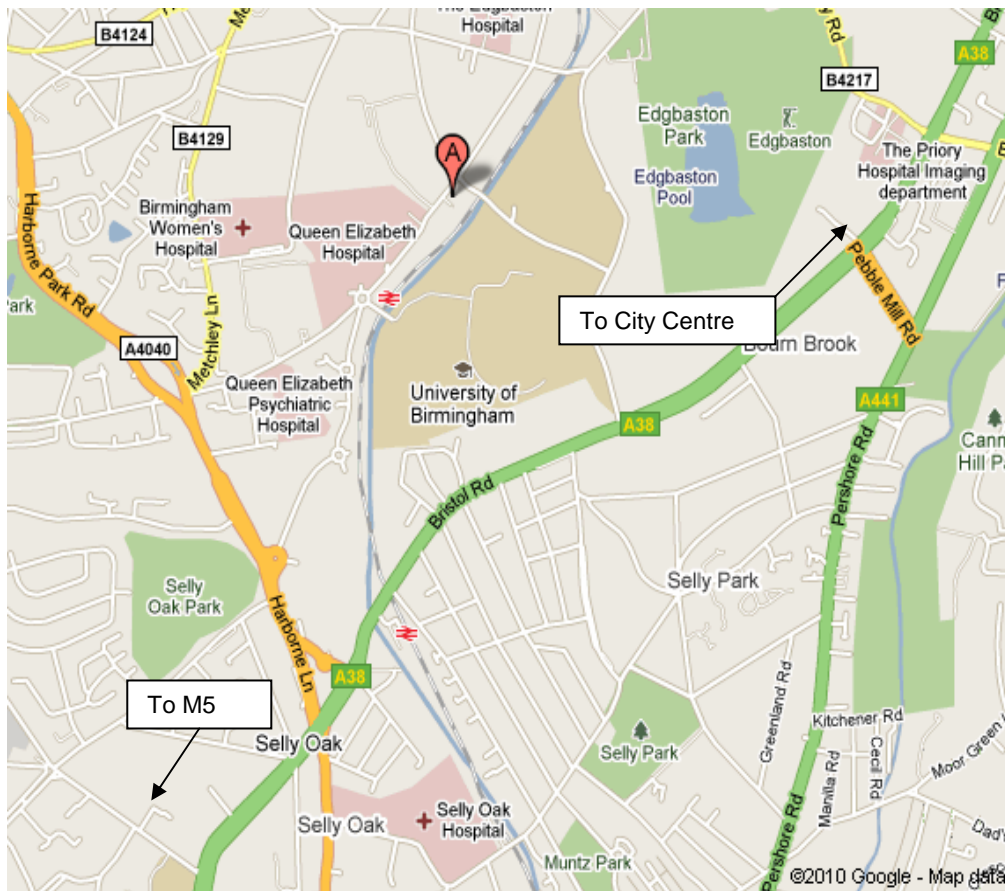 The Edgbaston
Hospital
B4124
B4129
B4217
A38
Edgbaston
Park
Edgbaston
Edgbaston
Pool
The Priory
Hospital Imaging
department
Birmingham
Women's
Hospital
Queen Elizabeth
Hospital
A
Harborne Park Rd
Metchley Ln
A4040
Park
To City Centre
Pebble Mill Rd
Bourn Brook
Queen Elizabeth
Psychiatric
Hospital
University of
Birmingham
A38
A441
Pershore Rd
Bristol Rd
Selly
Oak Park
Selly Park
Harborne Ln
A38
To M5
Selly Oak
Selly Park
Greenland Rd
Kitchener Rd
Manilla Rd
Cecil Rd
Moor Green
Pershore Rd
Selly Oak
Selly Oak
Hospital
Muntz Park
©2010 Google - Map data